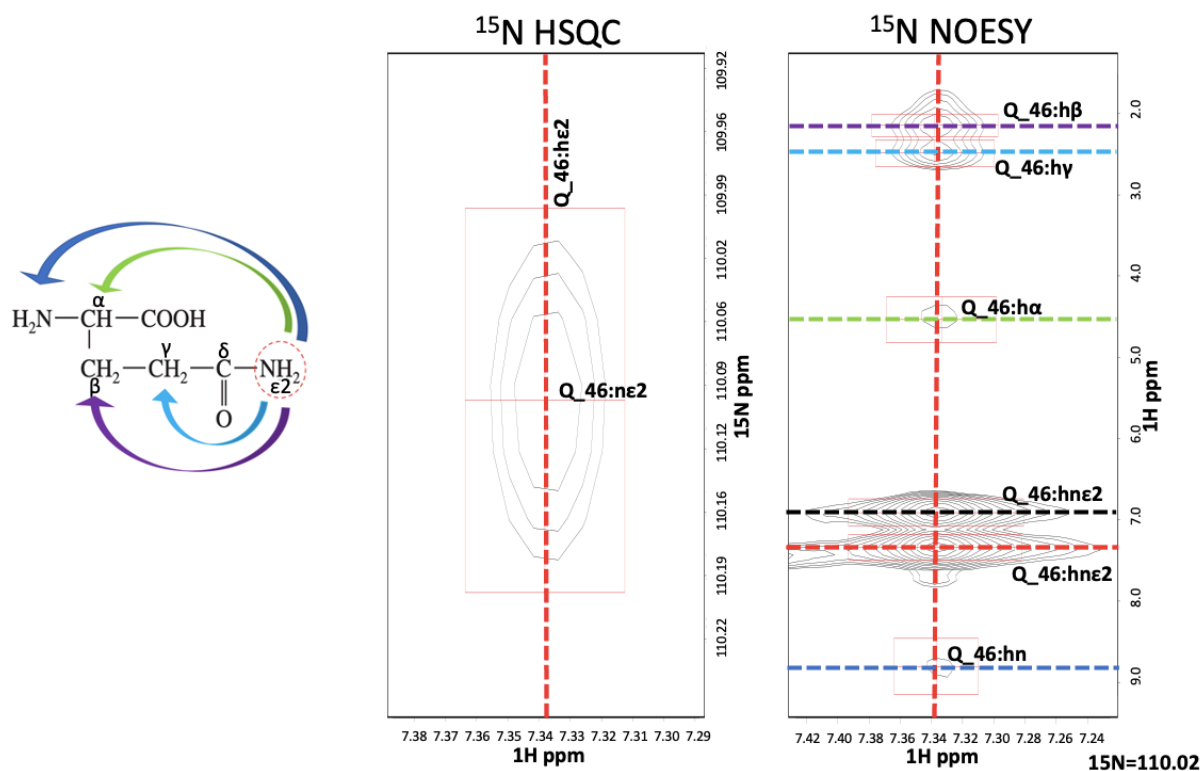 15N HSQC
15N NOESY
α
H2N—CH—COOH
γ
δ
CH2—CH2—C—NH2
β
ε2
O
Q_46:hε2
Q_46:nε2
109.92
109.96
109.99
110.02
110.06
110.09
110.12
110.16
110.19
110.22
15N ppm
7.38 7.37 7.36 7.35 7.34 7.33 7.32 7.31 7.30 7.29
1H ppm
Q_46:hβ
Q_46:hγ
Q_46:hα
Q_46:hnε2
Q_46:hnε2
Q_46:hn
2.0
3.0
4.0
5.0
6.0
7.0
8.0
9.0
1H ppm
7.42 7.40 7.38 7.36 7.34 7.32 7.30 7.28 7.26 7.24
1H ppm
15N=110.02